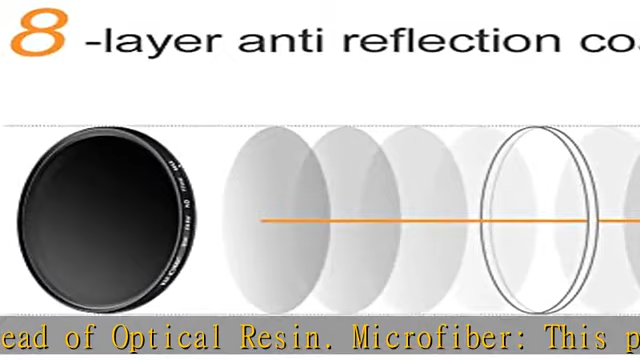 8 -layer anti reflection co
ead of Optical Resin. Microfiber: This p